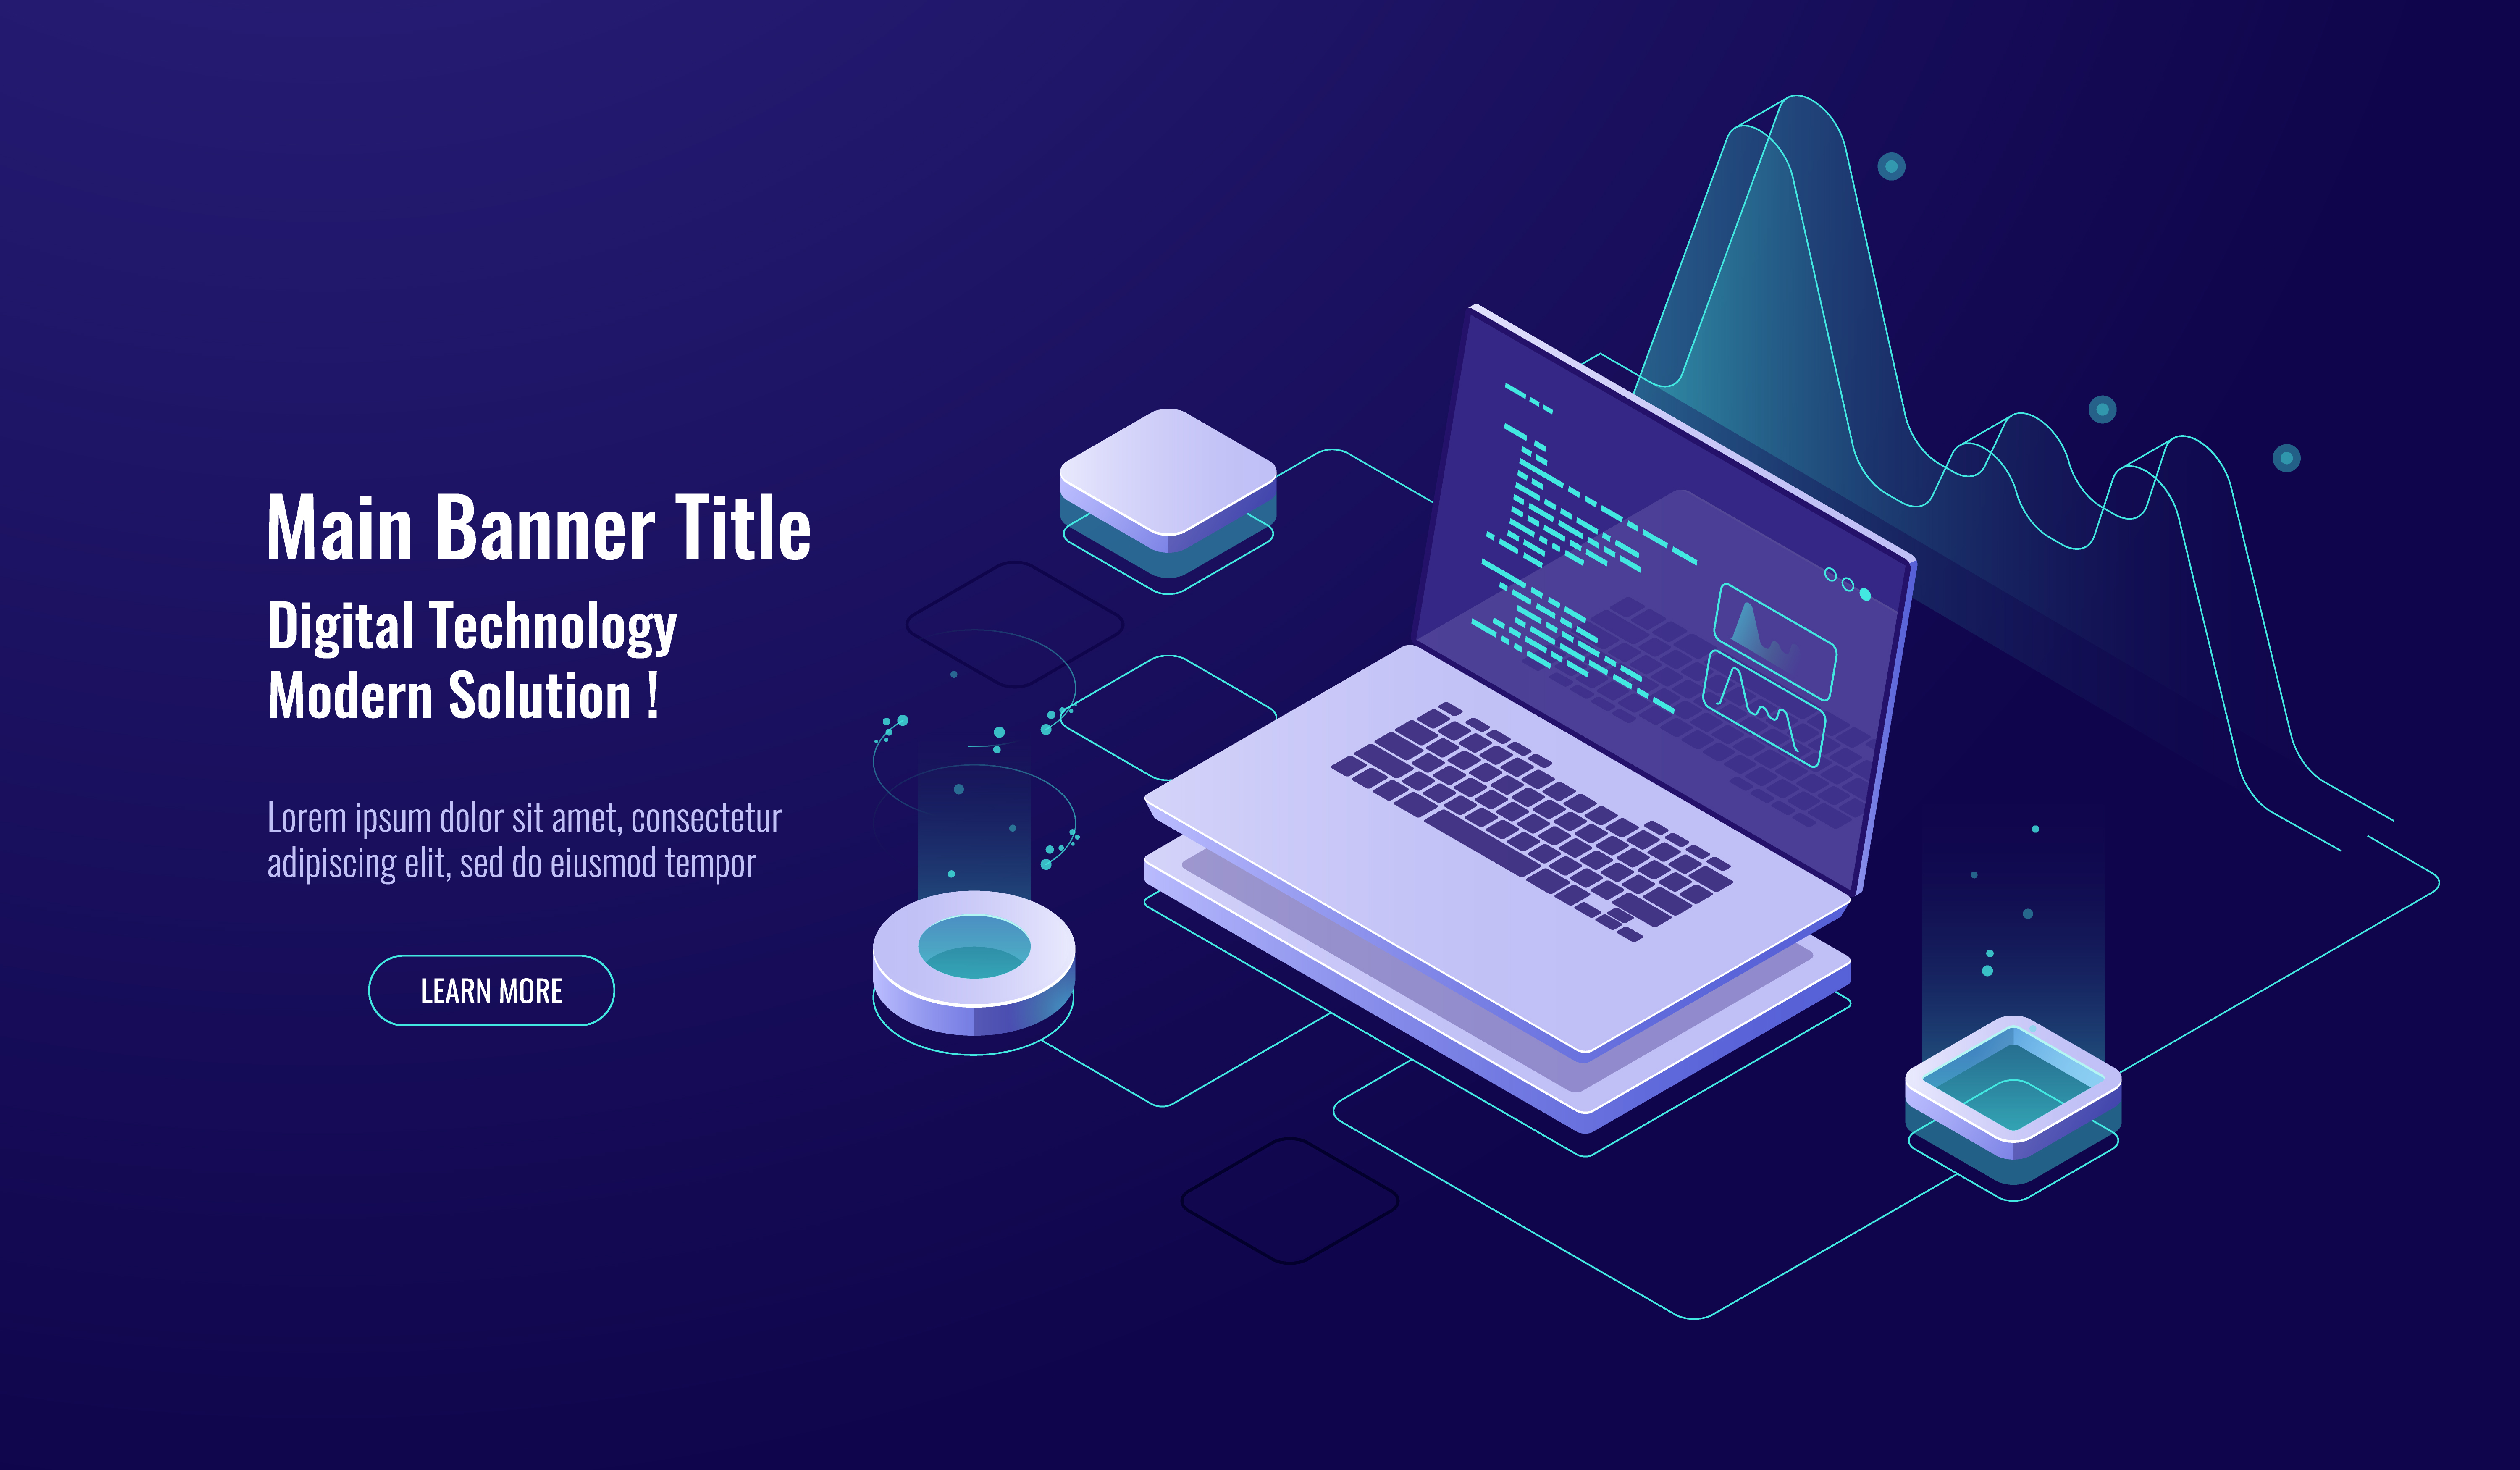 Main Banner Title
Digital Technology
Modern Solution !
Lorem ipsum dolor sit amet, consectetur
adipiscing elit, sed do eiusmod tempor
LEARN MORE